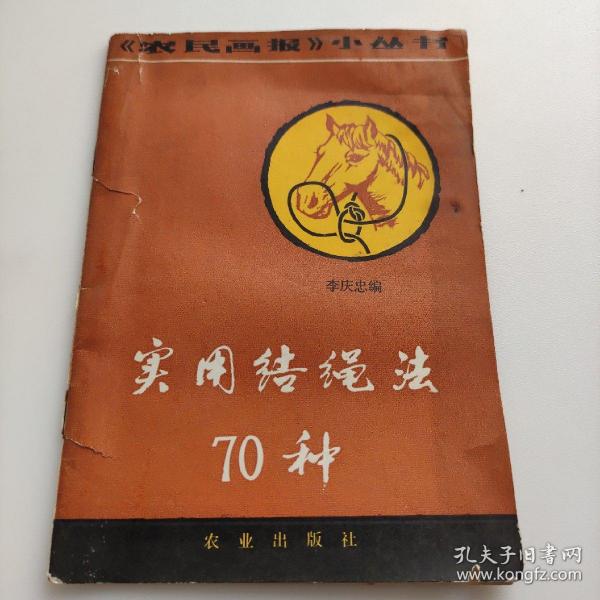 《农民画报》小丛书
李庆忠编
实用结绳法
70种
农业出版社
孔夫子旧书网
www.kongfz.com